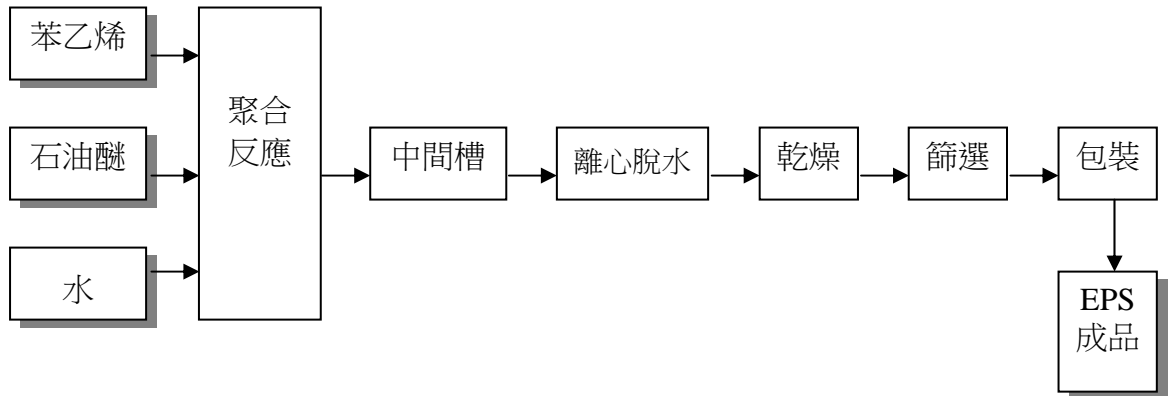 苯乙烯
石油醚
水
聚合
反應
中間槽
離心脫水
乾燥
篩選
包裝
EPS
成品